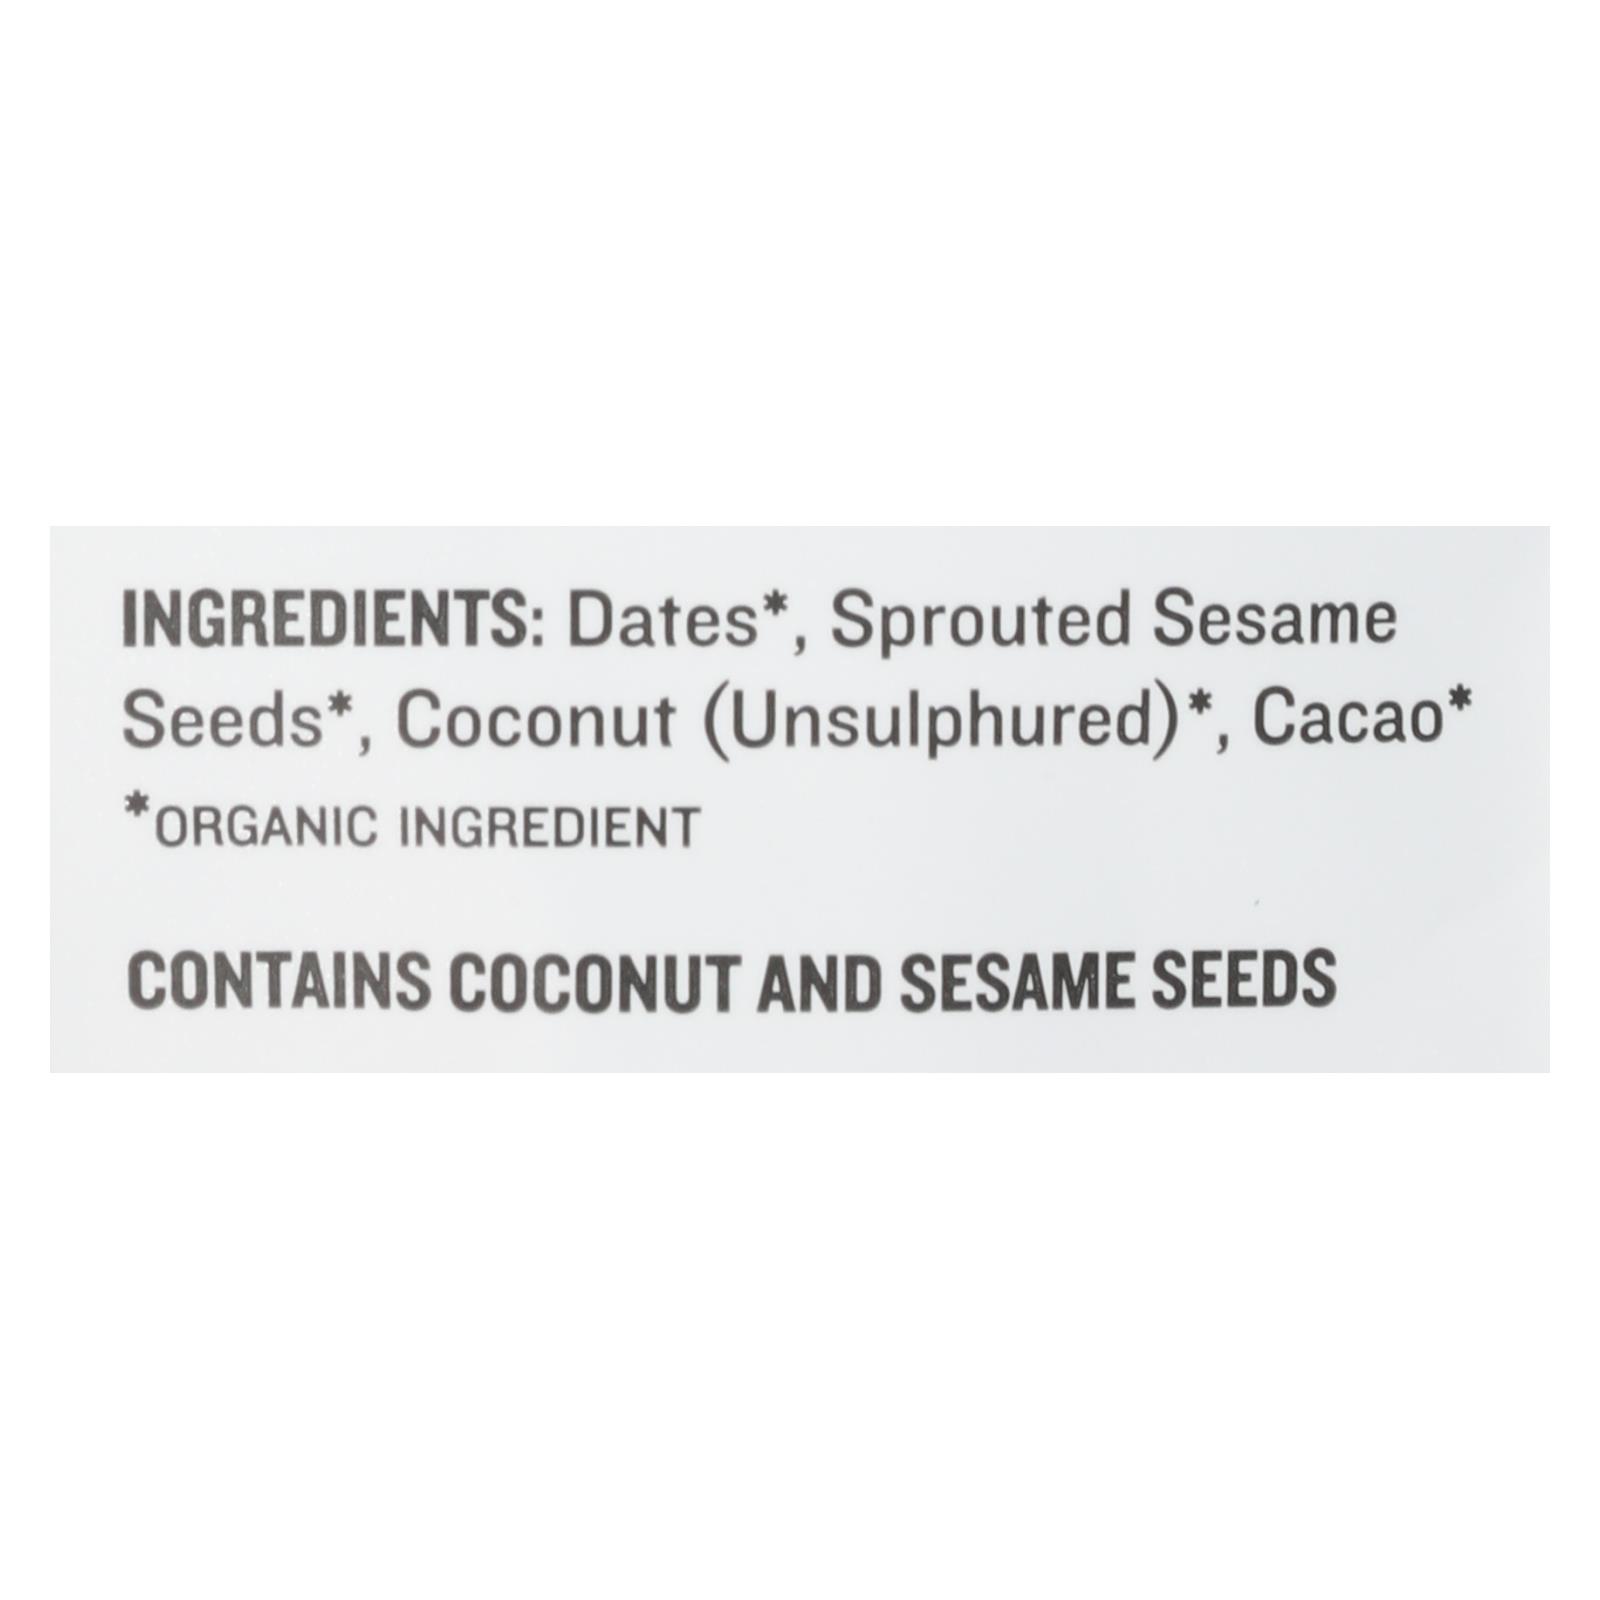 INGREDIENTS: Dates*, Sprouted Sesame
Seeds*, Coconut (Unsulphured)*, Cacao*
*ORGANIC INGREDIENT
CONTAINS COCONUT AND SESAME SEEDS